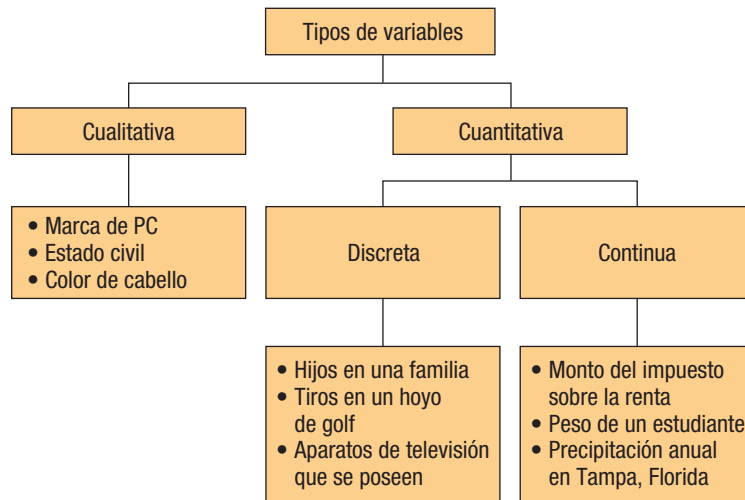 Tipos de variables
Cualitativa
Cuantitativa
• Marca de PC
• Estado civil
• Color de cabello
Discreta
Continua
• Hijos en una familia
• Tiros en un hoyo
de golf
• Aparatos de televisión
que se poseen
• Monto del impuesto
sobre la renta
• Peso de un estudiante
• Precipitación anual
en Tampa, Florida